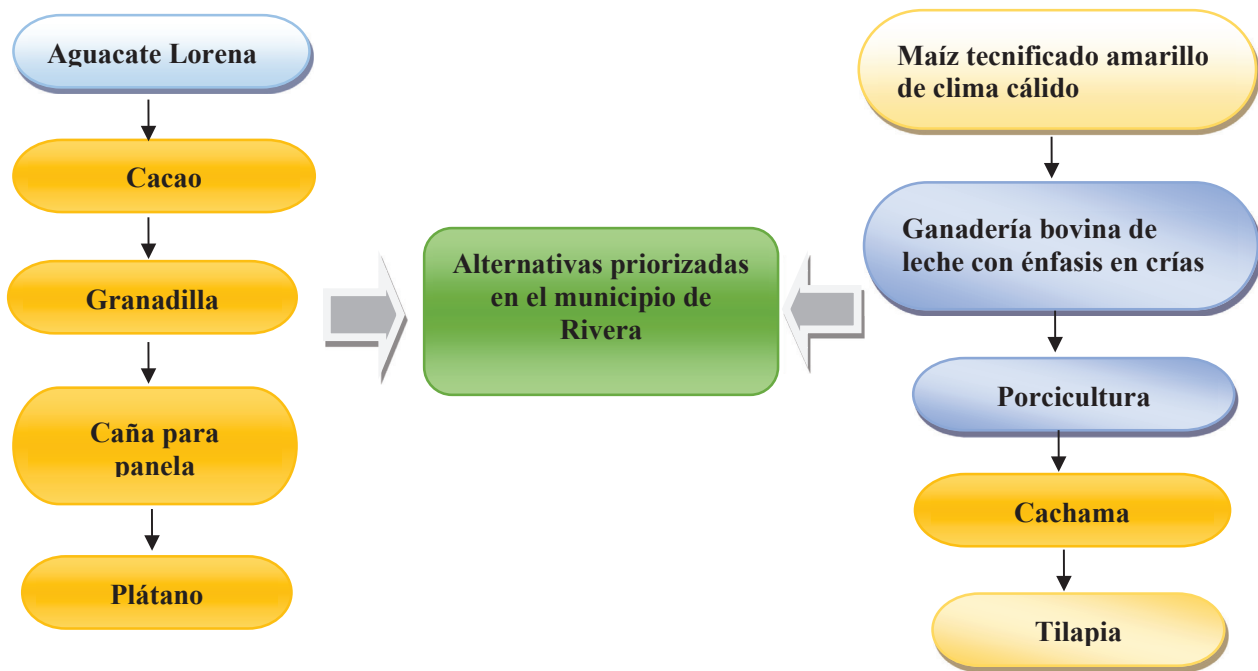 Aguacate Lorena
Cacao
Granadilla
Caña para
panela
Plátano
Alternativas priorizadas
en el municipio de
Rivera
Maíz tecnificado amarillo
de clima cálido
Ganadería bovina de
leche con énfasis en crías
Porcicultura
Cachama
Tilapia